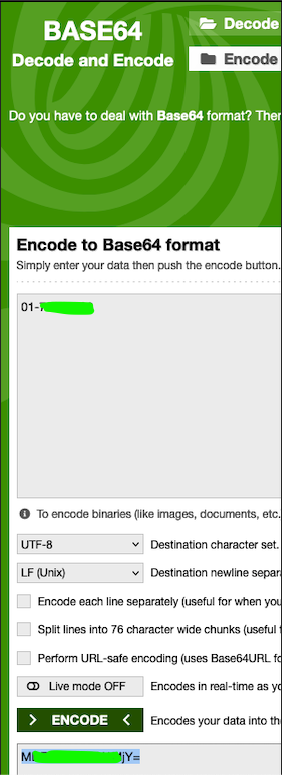 BASE64
Decode
Decode and Encode
Encode
Do you have to deal with Base64 format? Ther
Encode to Base64 format
Simply enter your data then push the encode button.
01-
To encode binaries (like images, documents, etc.
UTF-8 Destination character set.
LF (Unix) Destination newline separa
Encode each line separately (useful for when you
Split lines into 76 character wide chunks (useful f
Perform URL-safe encoding (uses Base64URL fo
Live mode OFF Encodes in real-time as yo
> ENCODE < Encodes your data into the
jY=